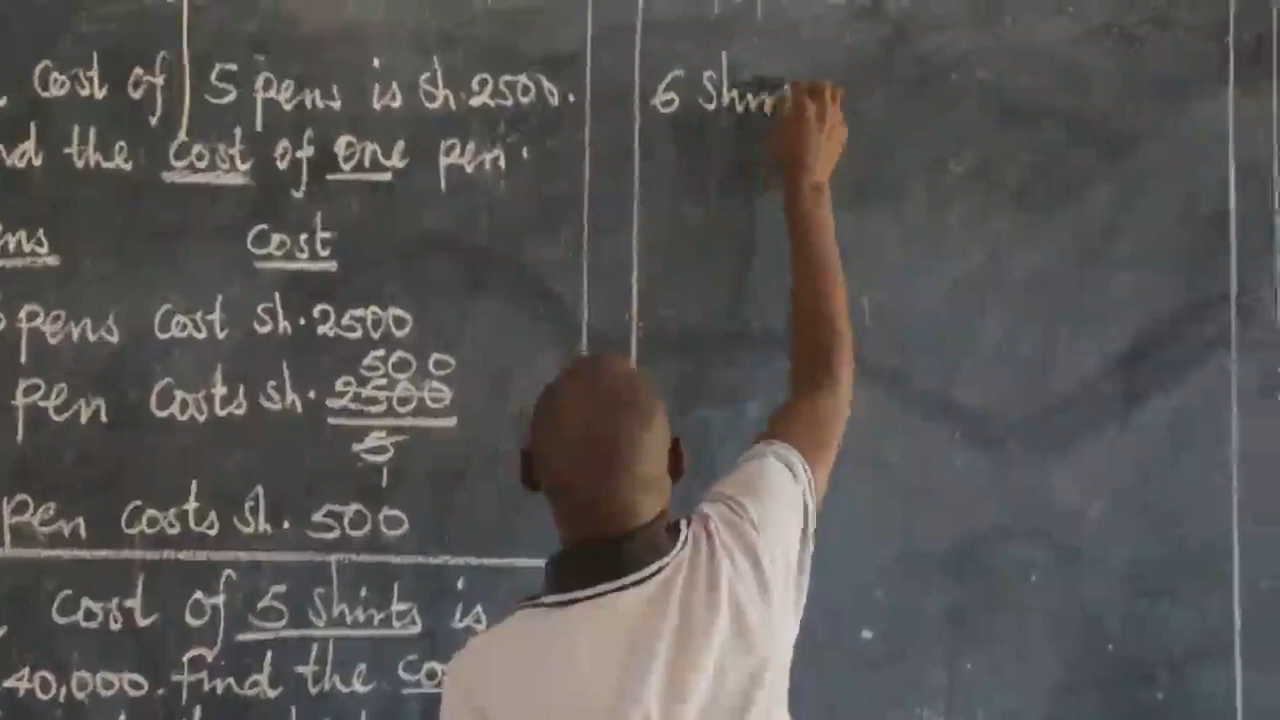 cost of 5 pens is sh.2500.
the cost of one pen.
Cost
pens cost sh.2500
500
pen costs sh. 2500
5
1
pen costs sh. 500
cost of 5 shirts is
40,000. find the
6